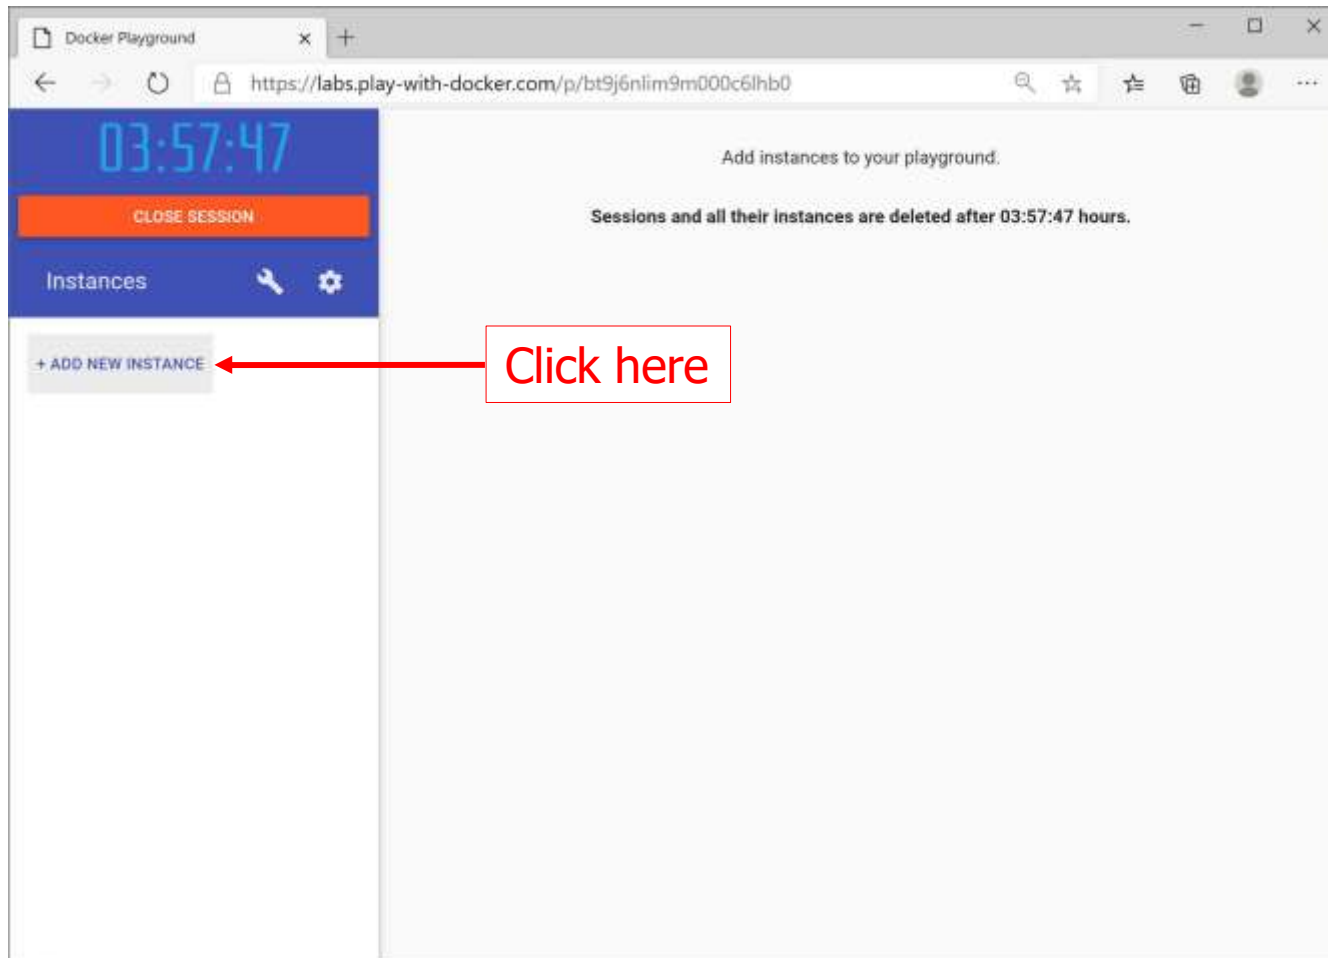 Docker Playground
https://labs.play-with-docker.com/p/bt9j6nlim9m000c6lhb0
03:57:47
CLOSE SESSION
Instances
+ ADD NEW INSTANCE
Add instances to your playground.
Sessions and all their instances are deleted after 03:57:47 hours.
Click here